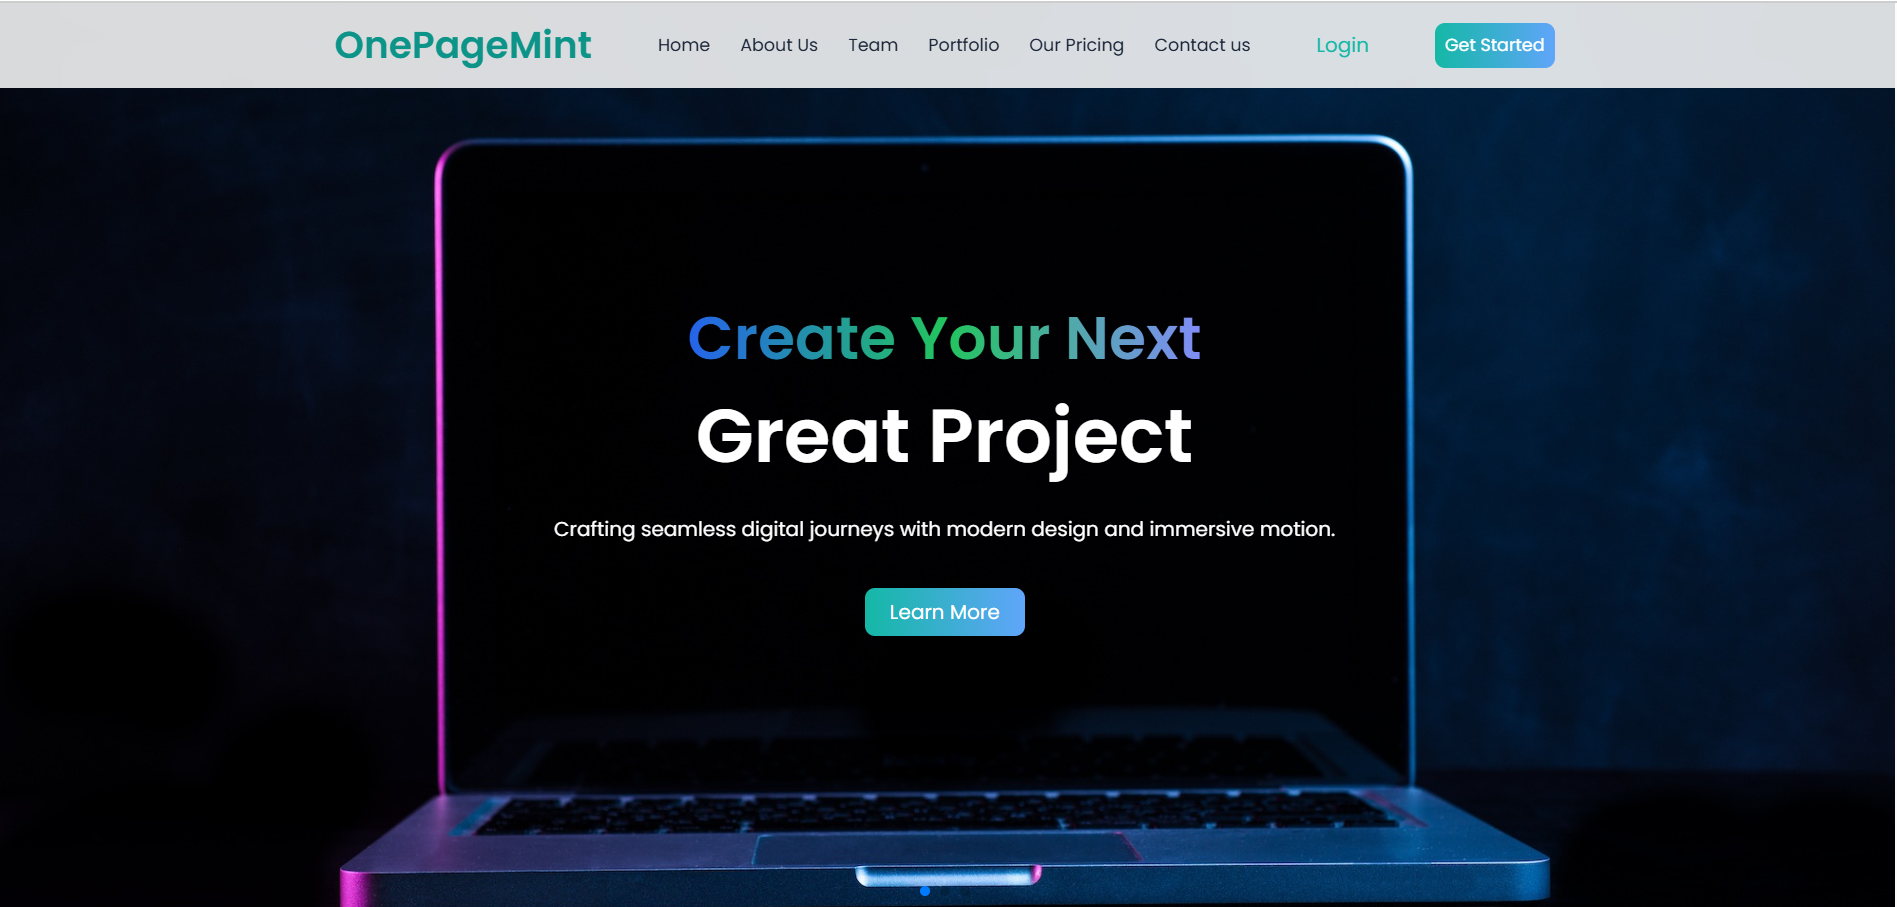 OnePageMint Home About Us Team Portfolio Our Pricing Contact us Login Get Started
Create Your Next
Great Project
Crafting seamless digital journeys with modern design and immersive motion.
Learn More